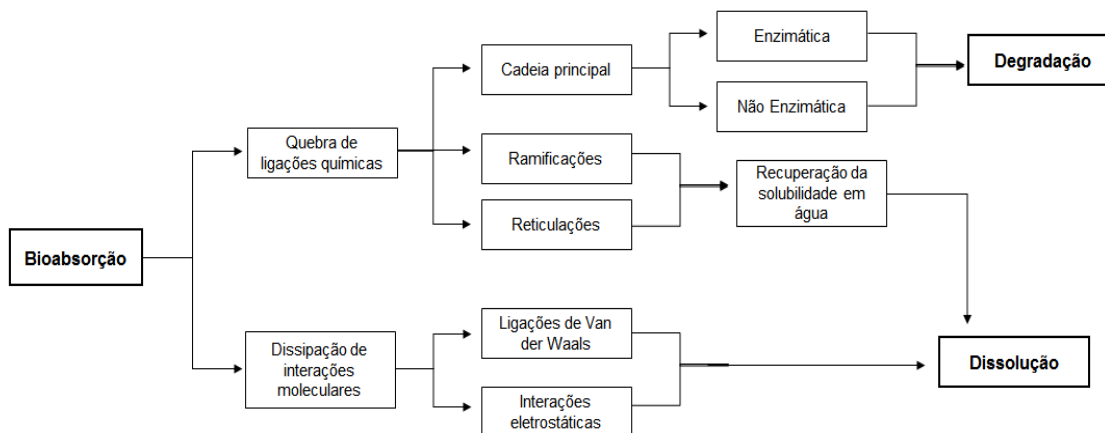 Bioabsorção
Quebra de
ligações químicas
Dissipação de
interações
moleculares
Cadeia principal
Ramificações
Reticulações
Ligações de Van
der Waals
Interações
eletrostáticas
Enzimática
Não Enzimática
Recuperação da
solubilidade em
água
Degradação
Dissolução